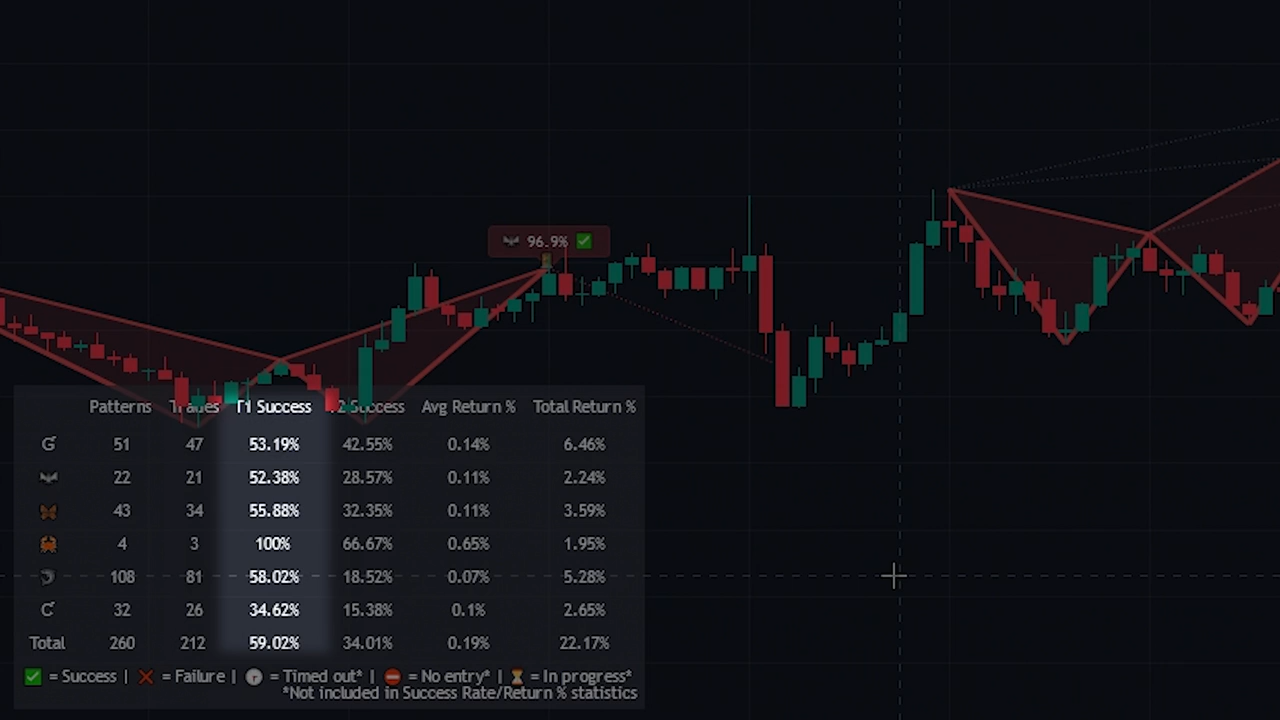 96.9%
Patterns Trades T1 Success T2 Success Avg Return % Total Return %
Ɠ 51 47 53.19% 42.55% 0.14% 6.46%
22 21 52.38% 28.57% 0.11% 2.24%
43 34 55.88% 32.35% 0.11% 3.59%
4 3 100% 66.67% 0.65% 1.95%
108 81 58.02% 18.52% 0.07% 5.28%
Ƈ 32 26 34.62% 15.38% 0.1% 2.65%
Total 260 212 59.02% 34.01% 0.19% 22.17%
= Success | = Failure | = Timed out* | = No entry* | = In progress*
*Not included in Success Rate/Return % statistics